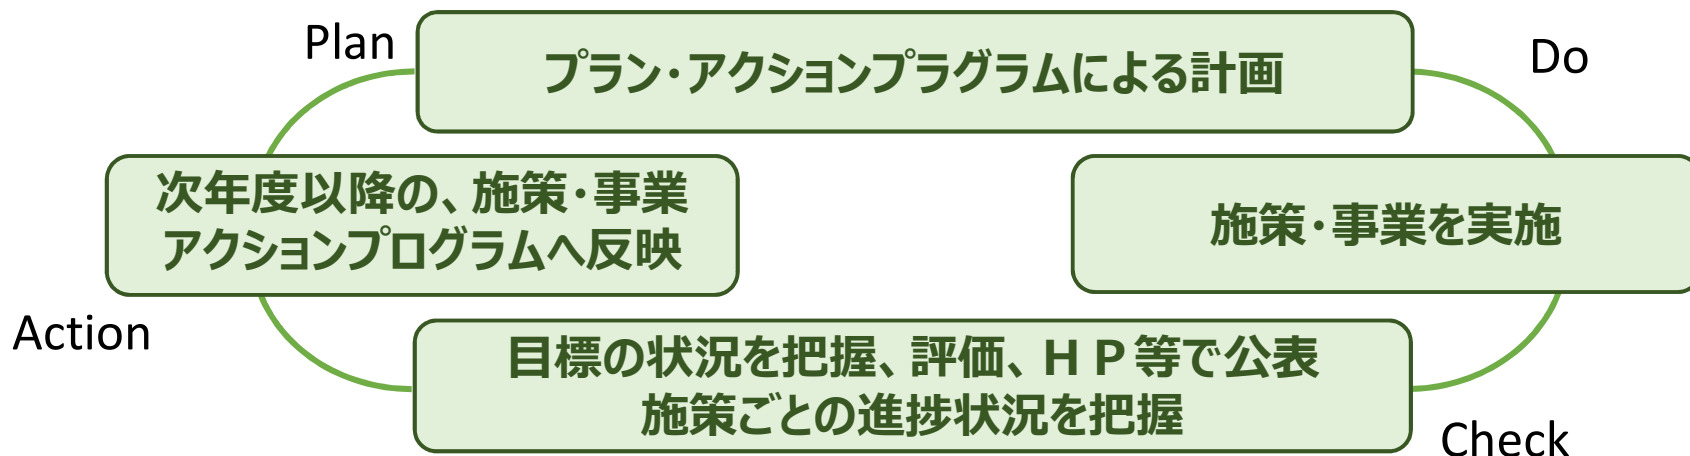 Plan
プラン・アクションプラグラムによる計画
Do
次年度以降の、施策・事業
アクションプログラムへ反映
施策・事業を実施
Action
目標の状況を把握、評価、ＨＰ等で公表
施策ごとの進捗状況を把握
Check